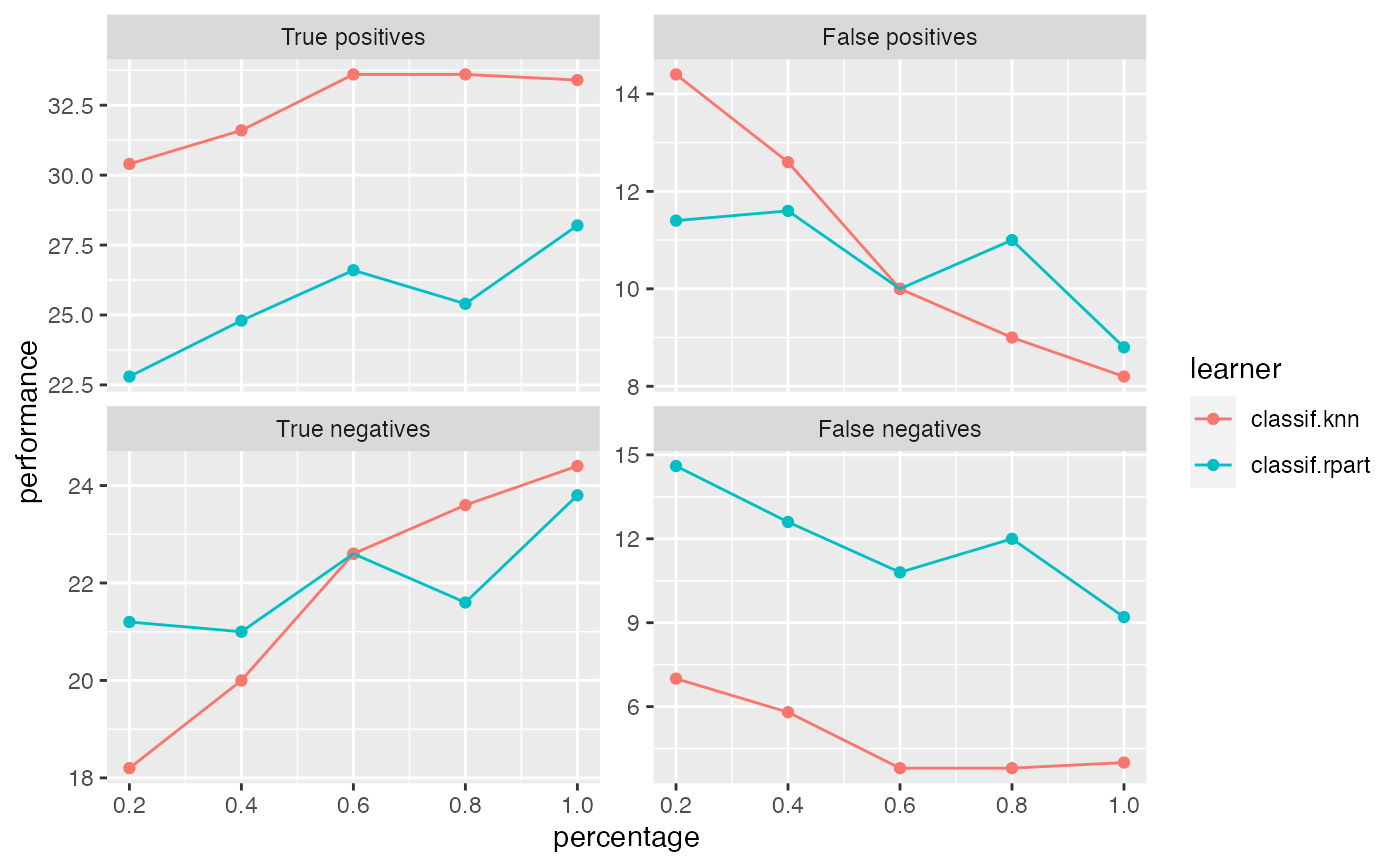 True positives
False positives
32.5
30.0
27.5
25.0
22.5
14
12
10
8
True negatives
False negatives
24
22
20
18
15
12
9
6
0.2 0.4 0.6 0.8 1.0
0.2 0.4 0.6 0.8 1.0
percentage
performance
learner
classif.knn
classif.rpart